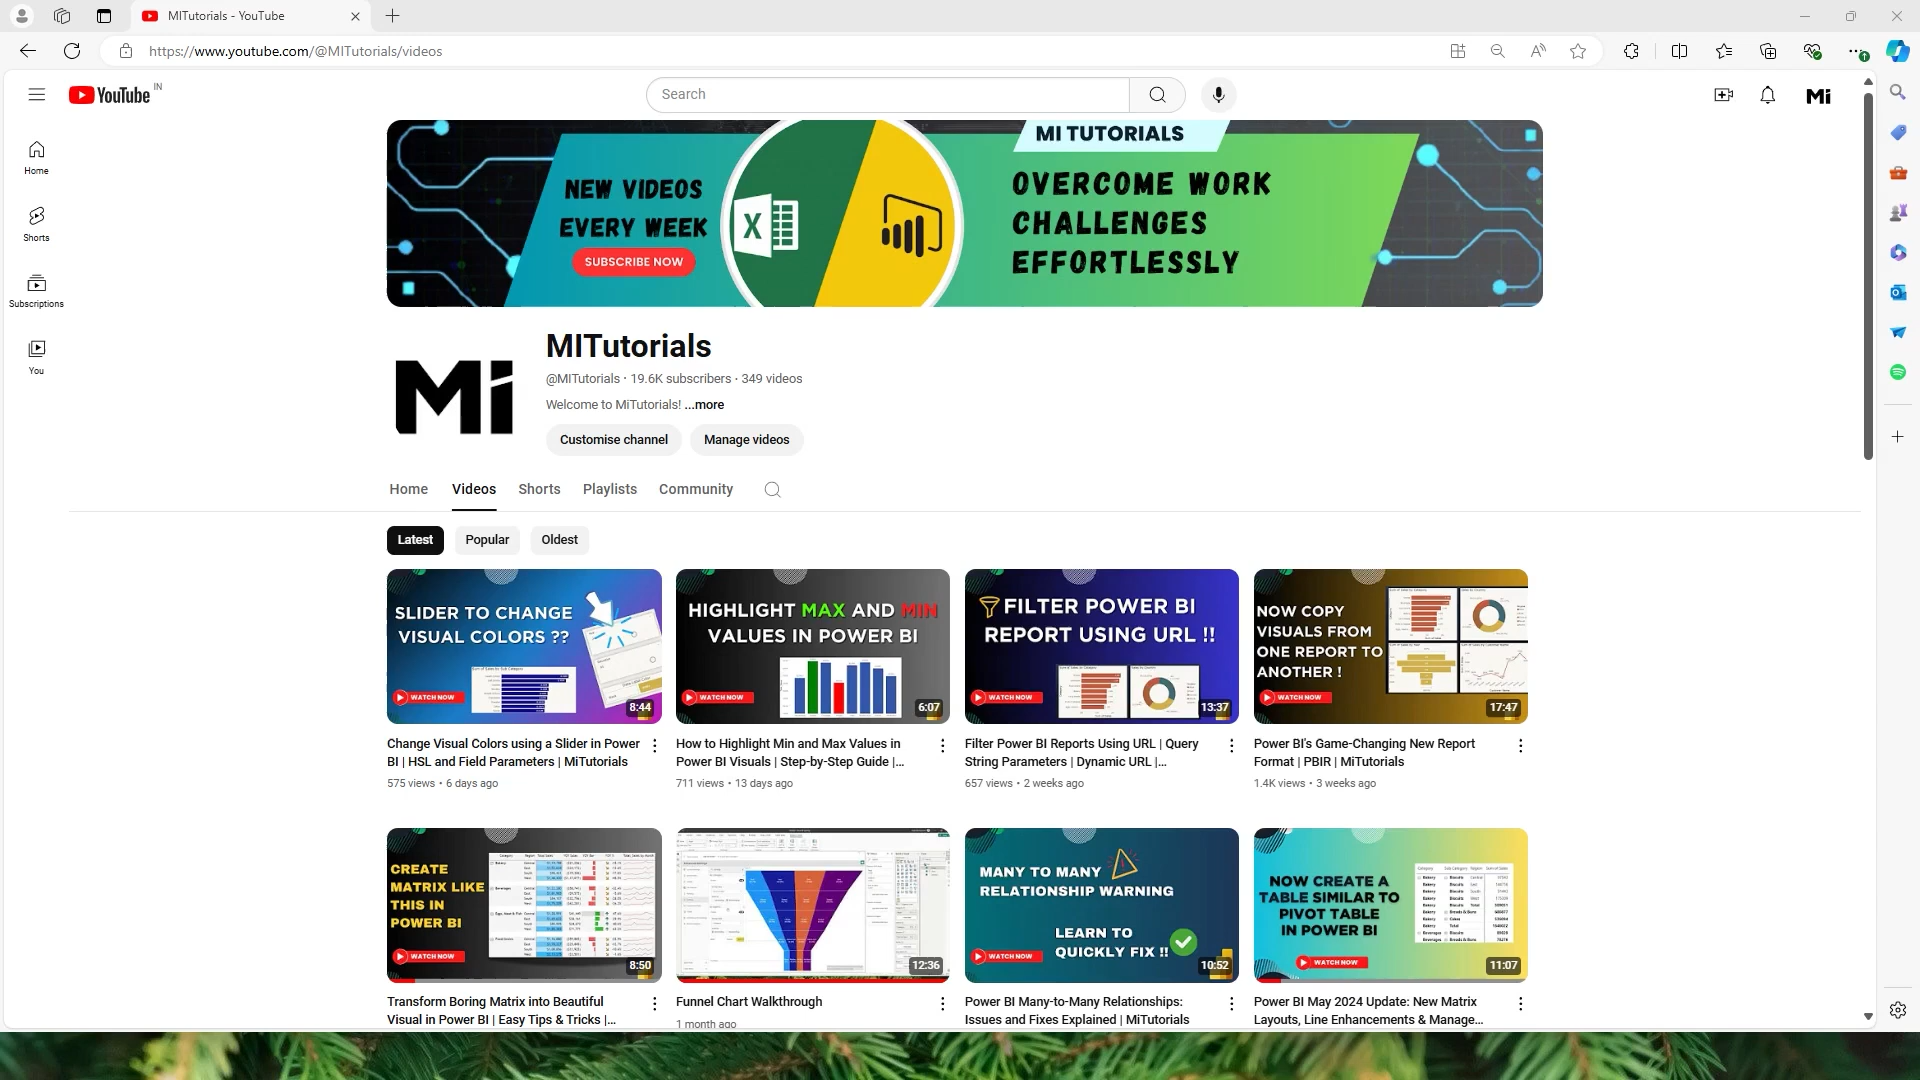 MITutorials - YouTube
https://www.youtube.com/@MITutorials/videos
YouTube IN
Search
Mi
Home
Shorts
Subscriptions
You
MI TUTORIALS
NEW VIDEOS
EVERY WEEK
SUBSCRIBE NOW
X
OVERCOME WORK
CHALLENGES
EFFORTLESSLY
Mi
MITutorials
@MITutorials · 19.6K subscribers · 349 videos
Welcome to MiTutorials! ...more
Customise channel
Manage videos
Home
Videos
Shorts
Playlists
Community
Latest
Popular
Oldest
SLIDER TO CHANGE
VISUAL COLORS ??
WATCH NOW
8:44
HIGHLIGHT MAX AND MIN
VALUES IN POWER BI
WATCH NOW
6:07
FILTER POWER BI
REPORT USING URL !!
WATCH NOW
13:37
NOW COPY
VISUALS FROM
ONE REPORT TO
ANOTHER !
WATCH NOW
17:47
Change Visual Colors using a Slider in Power
BI | HSL and Field Parameters | MiTutorials
575 views · 6 days ago
How to Highlight Min and Max Values in
Power BI Visuals | Step-by-Step Guide |...
711 views · 13 days ago
Filter Power BI Reports Using URL | Query
String Parameters | Dynamic URL |...
657 views · 2 weeks ago
Power BI's Game-Changing New Report
Format | PBIR | MiTutorials
1.4K views · 3 weeks ago
CREATE
MATRIX LIKE
THIS IN
POWER BI
WATCH NOW
8:50
12:36
MANY TO MANY
RELATIONSHIP WARNING
LEARN TO
QUICKLY FIX !!
WATCH NOW
10:52
NOW CREATE A
TABLE SIMILAR TO
PIVOT TABLE
IN POWER BI
WATCH NOW
11:07
Transform Boring Matrix into Beautiful
Visual in Power BI | Easy Tips & Tricks |...
Funnel Chart Walkthrough
1 month ago
Power BI Many-to-Many Relationships:
Issues and Fixes Explained | MiTutorials
Power BI May 2024 Update: New Matrix
Layouts, Line Enhancements & Manage...